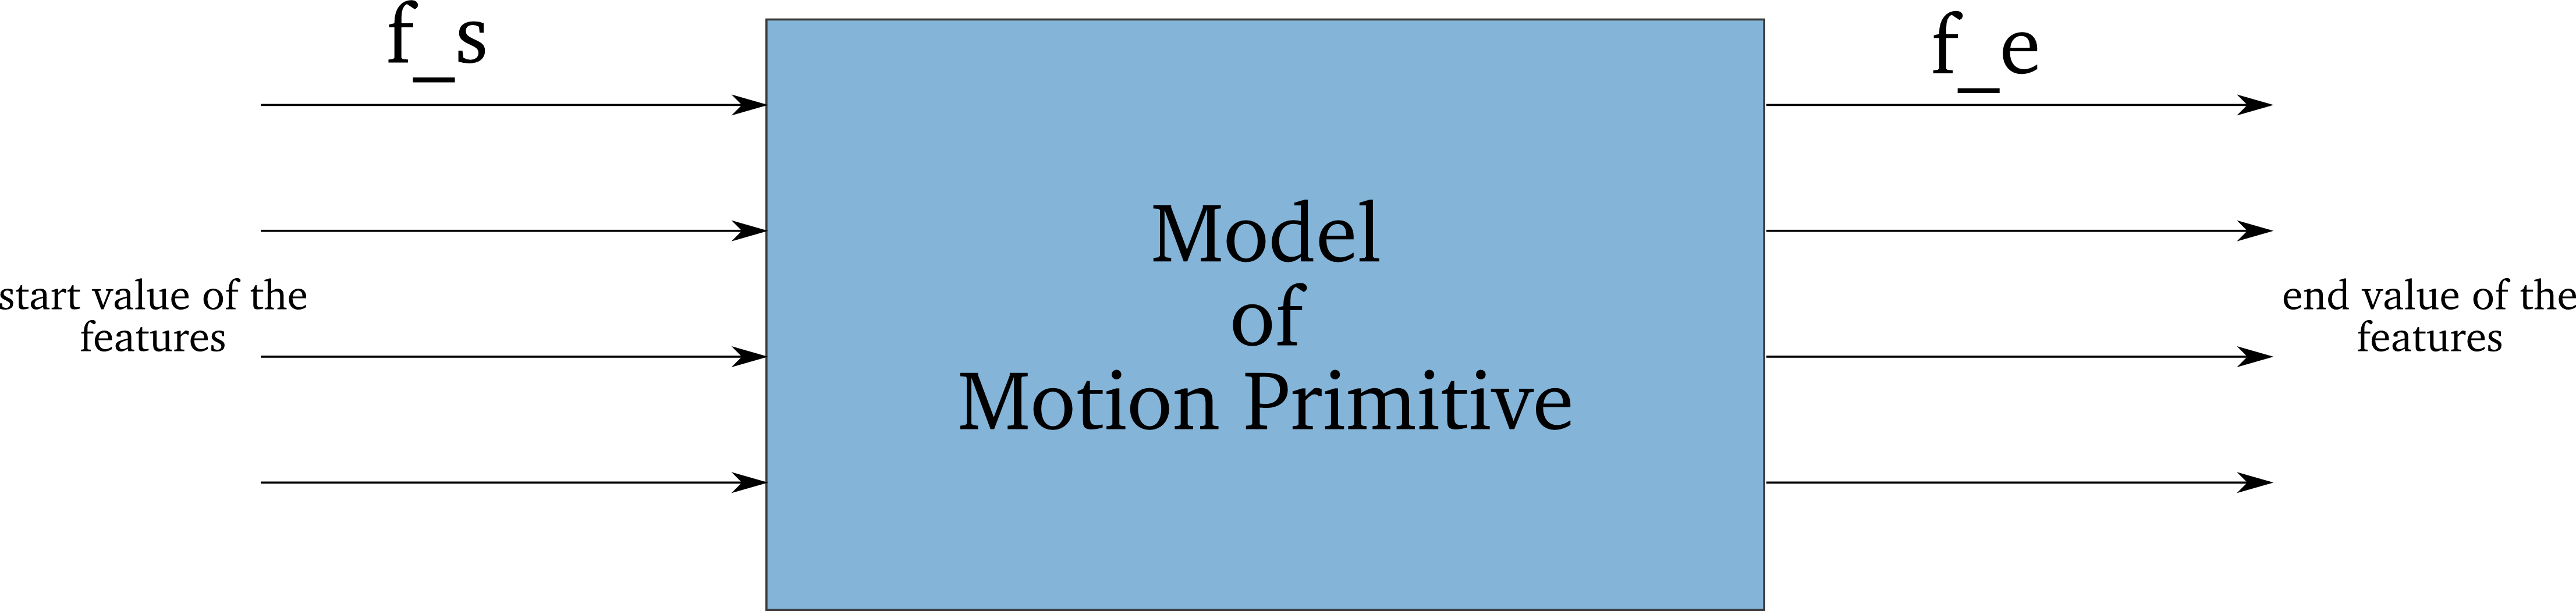 f_s
f_e
Model
of
Motion Primitive
start value of the
features
end value of the
features